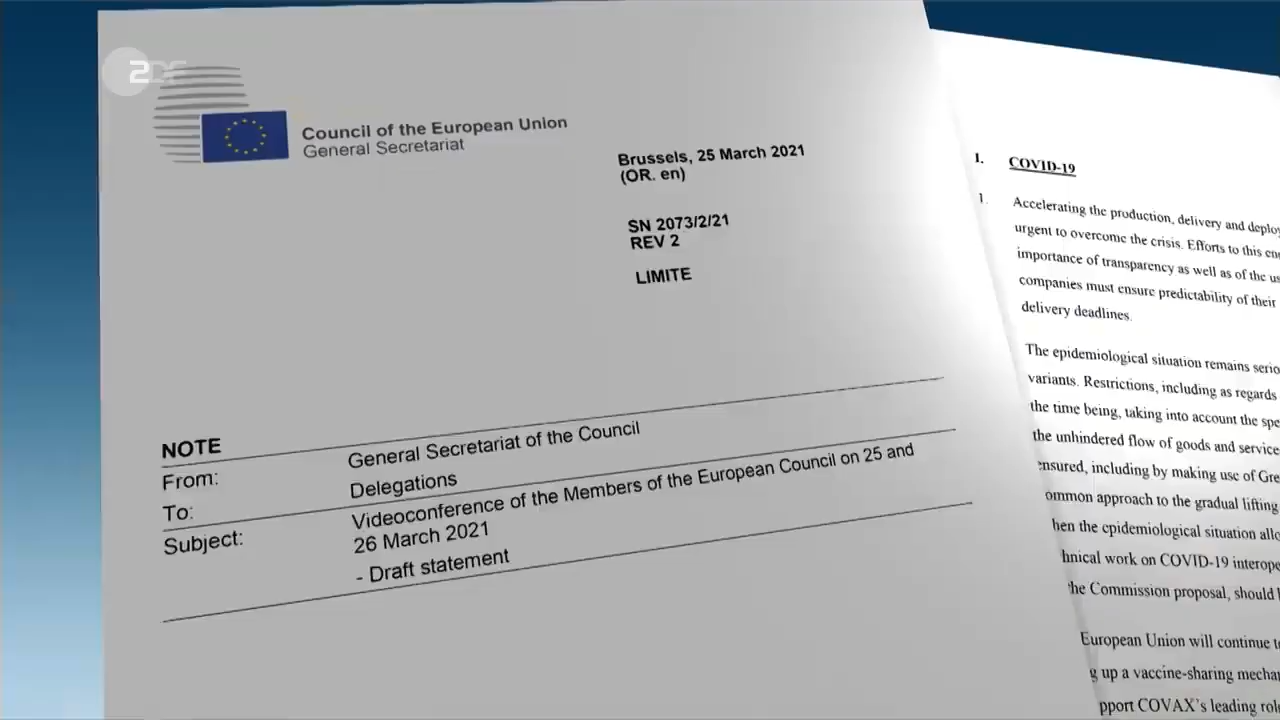 ZDF
Council of the European Union
General Secretariat
Brussels, 25 March 2021
(OR. en)
SN 2073/2/21
REV 2
LIMITE
NOTE
From: General Secretariat of the Council
To: Delegations
Subject: Videoconference of the Members of the European Council on 25 and
26 March 2021
- Draft statement
I. COVID-19
1. Accelerating the production, delivery and
urgent to overcome the crisis. Efforts to this
importance of transparency as well as of the
companies must ensure predictability of their
delivery deadlines.
The epidemiological situation remains
variants. Restrictions, including as regards
the time being, taking into account the
the unhindered flow of goods and
including by making use of
approach to the gradual lifting
the epidemiological situation
work on COVID-19
the Commission proposal, should
European Union will continue
up a vaccine-sharing
COVAX's leading